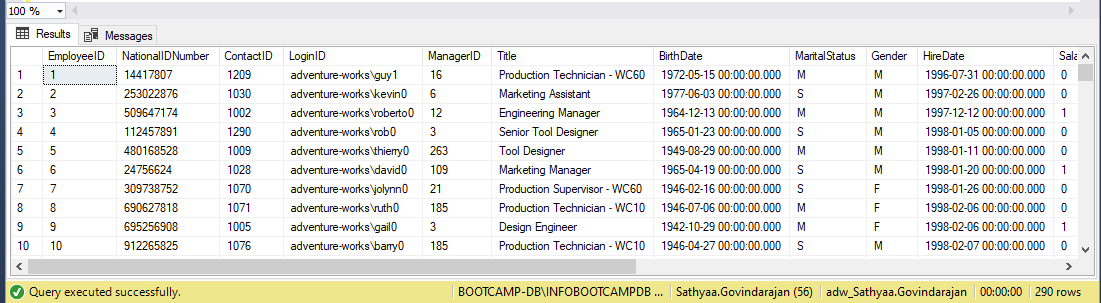 100 %
Results Messages
EmployeeID NationalIDNumber ContactID LoginID ManagerID Title BirthDate MaritalStatus Gender HireDate Sala
1 1 14417807 1209 adventure-works\guy1 16 Production Technician - WC60 1972-05-15 00:00:00.000 M M 1996-07-31 00:00:00.000 0
2 2 253022876 1030 adventure-works\kevin0 6 Marketing Assistant 1977-06-03 00:00:00.000 S M 1997-02-26 00:00:00.000 0
3 3 509647174 1002 adventure-works\roberto0 12 Engineering Manager 1964-12-13 00:00:00.000 M M 1997-12-12 00:00:00.000 1
4 4 112457891 1290 adventure-works\rob0 3 Senior Tool Designer 1965-01-23 00:00:00.000 S M 1998-01-05 00:00:00.000 0
5 5 480168528 1009 adventure-works\thierry0 263 Tool Designer 1949-08-29 00:00:00.000 M M 1998-01-11 00:00:00.000 0
6 6 24756624 1028 adventure-works\david0 109 Marketing Manager 1965-04-19 00:00:00.000 S M 1998-01-20 00:00:00.000 1
7 7 309738752 1070 adventure-works\jolynn0 21 Production Supervisor - WC60 1946-02-16 00:00:00.000 S F 1998-01-26 00:00:00.000 0
8 8 690627818 1071 adventure-works\ruth0 185 Production Technician - WC10 1946-07-06 00:00:00.000 M F 1998-02-06 00:00:00.000 0
9 9 695256908 1005 adventure-works\gail0 3 Design Engineer 1942-10-29 00:00:00.000 M F 1998-02-06 00:00:00.000 1
10 10 912265825 1076 adventure-works\barry0 185 Production Technician - WC10 1946-04-27 00:00:00.000 S M 1998-02-07 00:00:00.000 0
Query executed successfully. BOOTCAMP-DB\INFOBOOTCAMPDB ... Sathyaa.Govindarajan (56) adw_Sathyaa.Govindarajan 00:00:00 290 rows